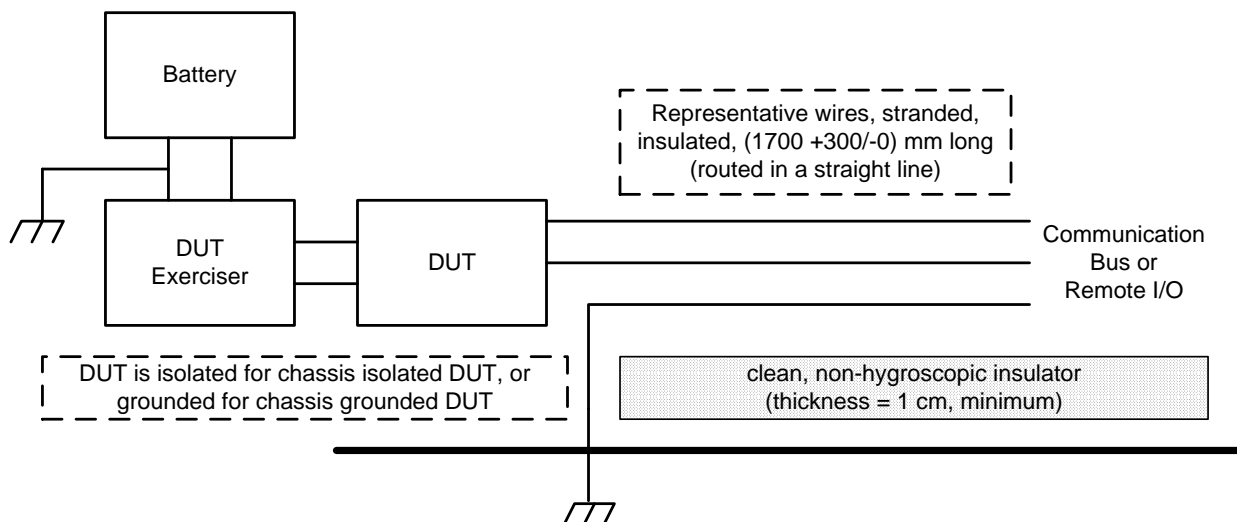 Battery
Representative wires, stranded,
insulated, (1700 +300/-0) mm long
(routed in a straight line)
DUT
Exerciser
DUT
Communication
Bus or
Remote I/O
DUT is isolated for chassis isolated DUT, or
grounded for chassis grounded DUT
clean, non-hygroscopic insulator
(thickness = 1 cm, minimum)